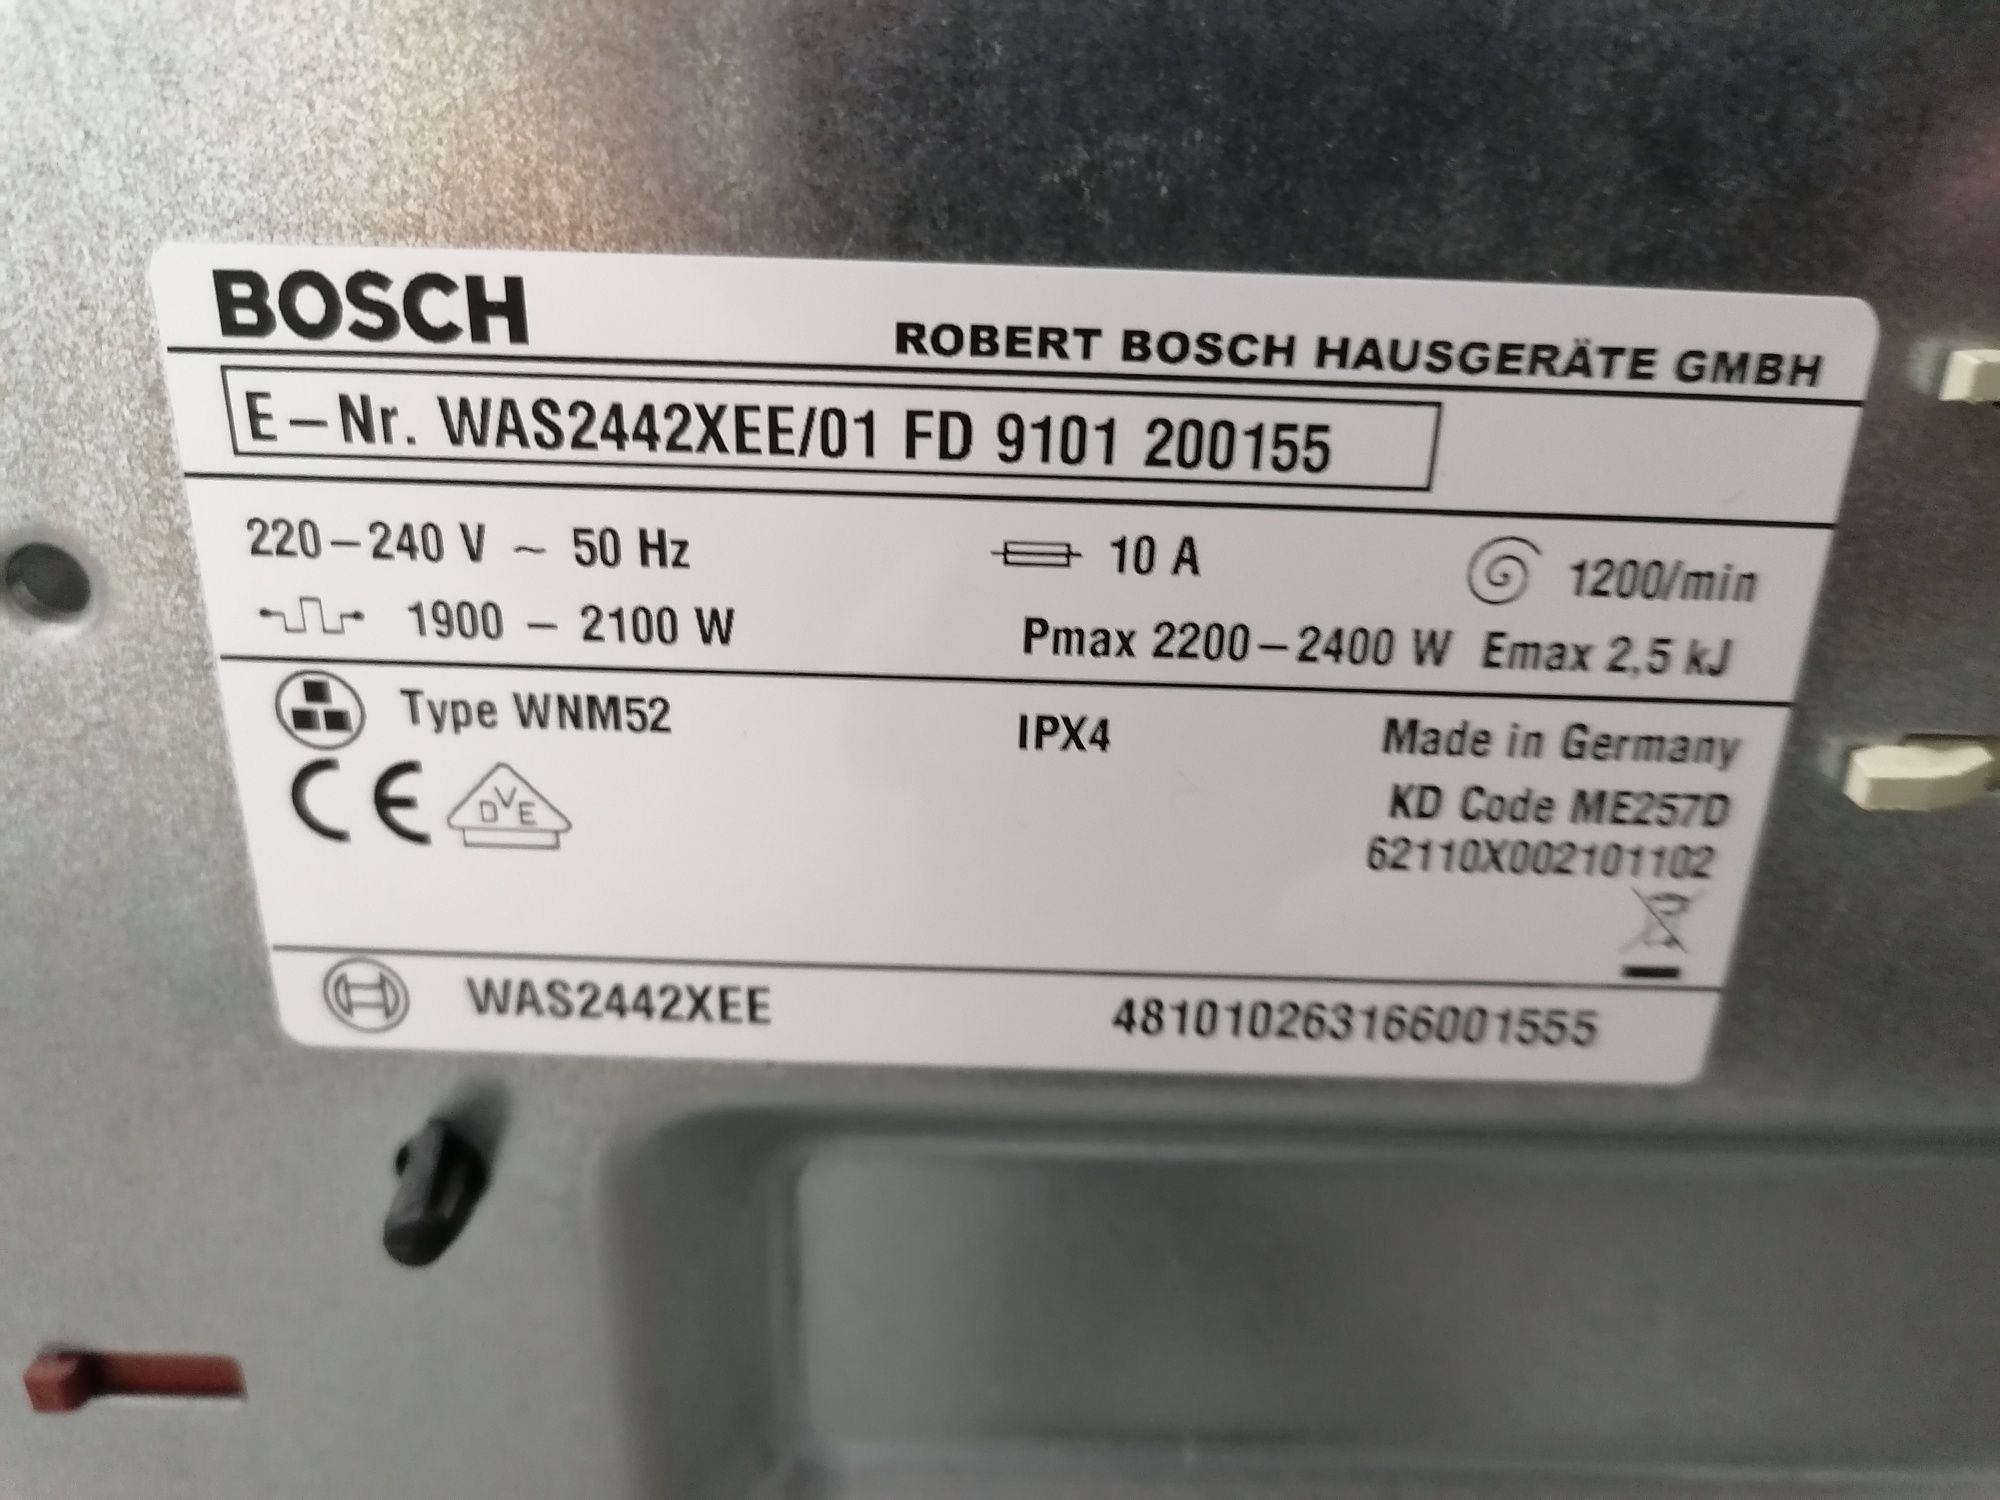 BOSCH
ROBERT BOSCH HAUSGERÄTE GMBH
E-Nr. WAS2442XEE/01 FD 9101 200155
220-240 V ~ 50 Hz 10 A 1200/min
1900 - 2100 W Pmax 2200-2400 W Emax 2,5 kJ
Type WNM52 IPX4 Made in Germany
CE DVE KD Code ME257D
62110X002101102
WAS2442XEE 481010263166001555